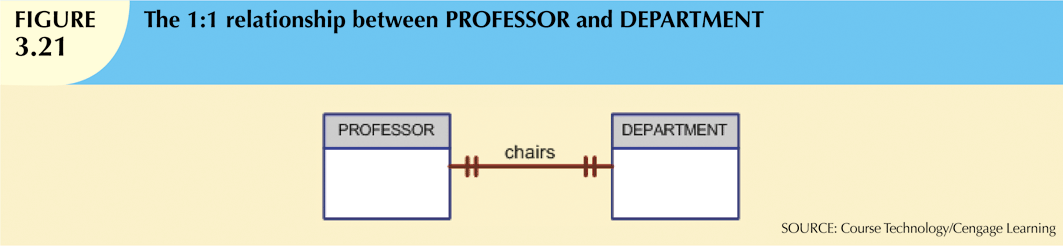 FIGURE
3.21
The 1:1 relationship between PROFESSOR and DEPARTMENT
PROFESSOR
chairs
DEPARTMENT
SOURCE: Course Technology/Cengage Learning